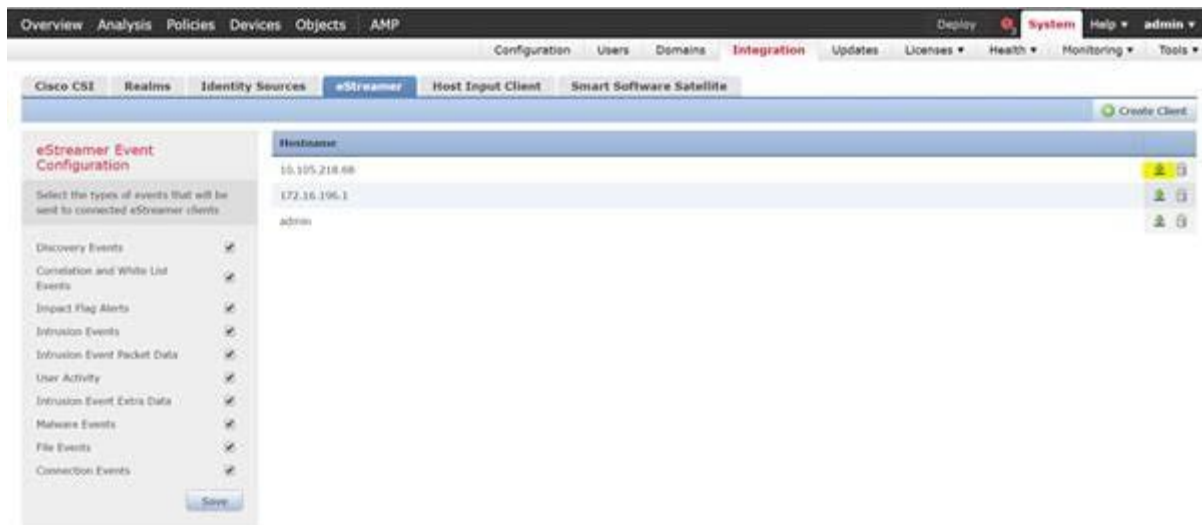 Overview Analysis Policies Devices Objects AMP Deploy System Help admin
Configuration Users Domains Integration Updates Licenses Health Monitoring Tools
Cisco CSI Realms Identity Sources eStreamer Host Input Client Smart Software Satellite
Create Client
eStreamer Event
Configuration
Select the types of events that will be
sent to connected eStreamer clients
Discovery Events
Correlation and White List
Events
Impact Flag Alerts
Intrusion Events
Intrusion Event Packet Data
User Activity
Intrusion Event Extra Data
Malware Events
File Events
Connection Events
Save
Hostname
10.105.218.68
172.16.196.1
admin